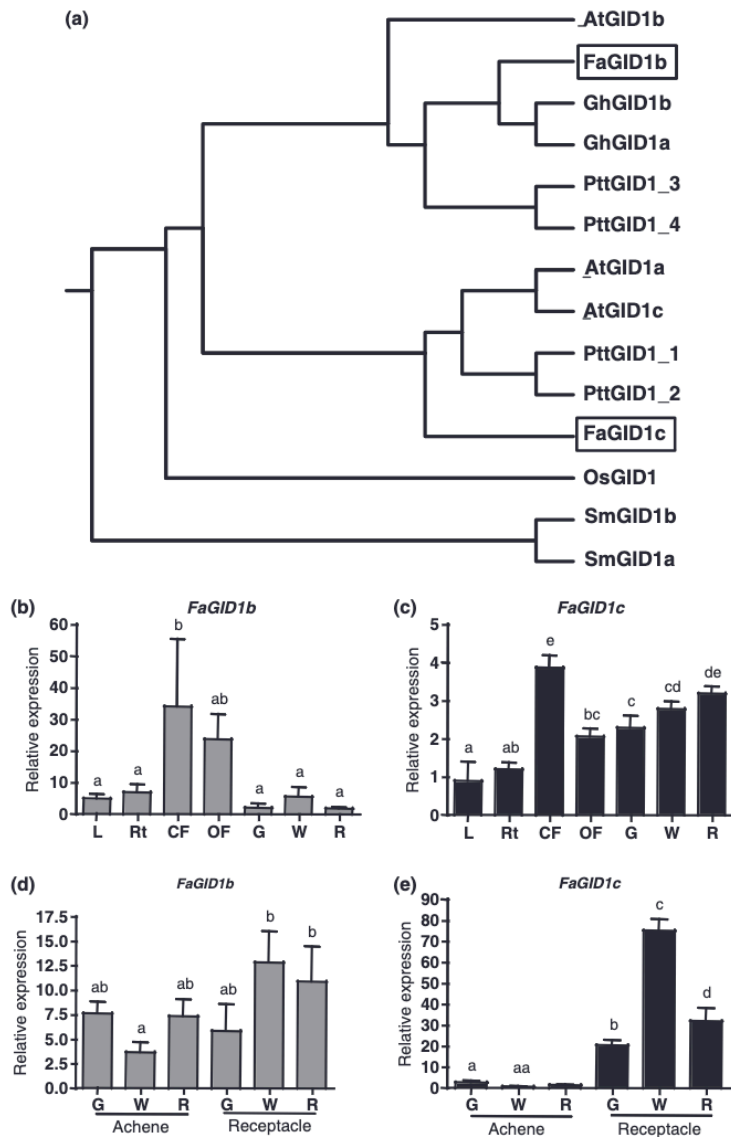 (a)
AtGID1b
FaGID1b
GhGID1b
GhGID1a
PttGID1_3
PttGID1_4
AtGID1a
AtGID1c
PttGID1_1
PttGID1_2
FaGID1c
OsGID1
SmGID1b
SmGID1a
(b) FaGID1b
Relative expression
60
50
40
30
20
10
0
a a b ab a a a
L Rt CF OF G W R
(c) FaGID1c
Relative expression
5
4
3
2
1
0
a ab e bc c cd de
L Rt CF OF G W R
(d) FaGID1b
Relative expression
17.5
15.0
12.5
10.0
7.5
5.0
2.5
0.0
ab a ab ab b b
G W R G W R
Achene Receptacle
(e) FaGID1c
Relative expression
90
80
70
60
50
40
30
20
10
0
a aa b c d
G W R G W R
Achene Receptacle